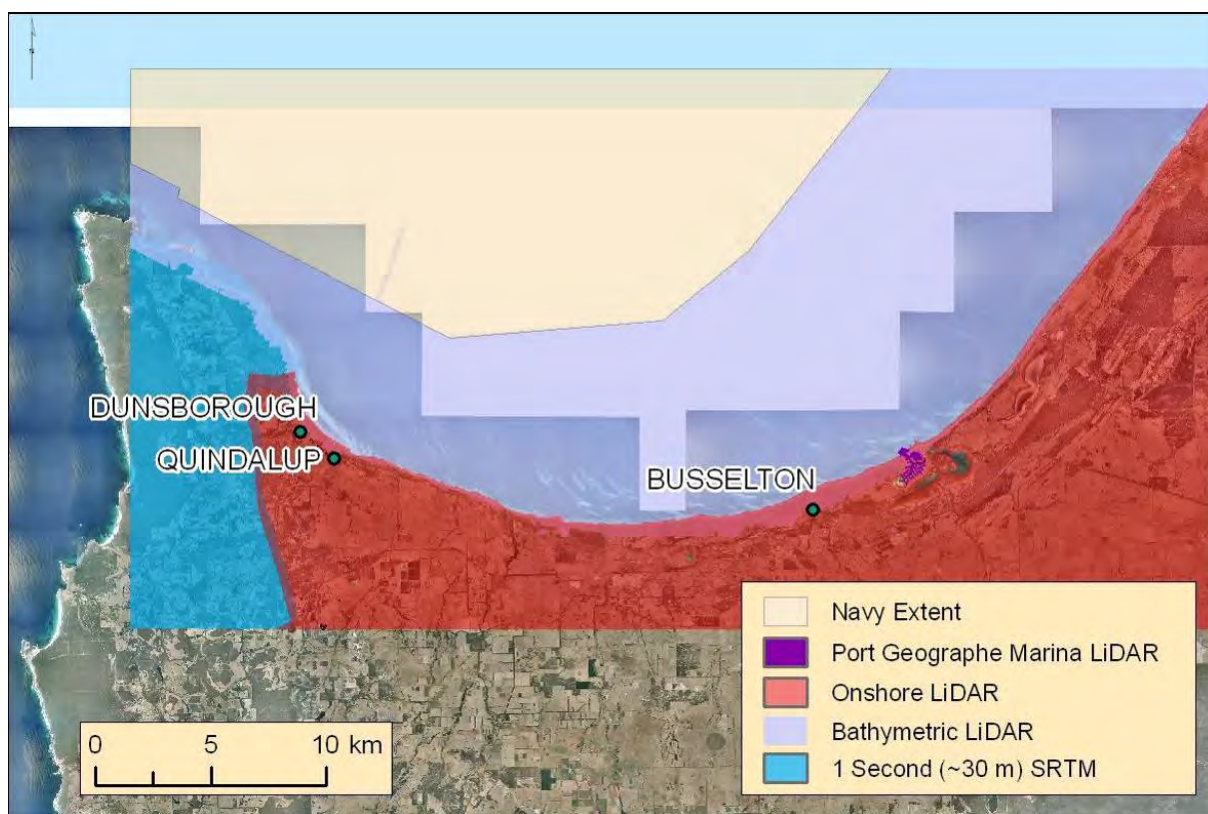 DUNSBOROUGH
QUINDALUP
BUSSELTON
Navy Extent
Port Geographe Marina LiDAR
Onshore LiDAR
Bathymetric LiDAR
1 Second (~30 m) SRTM
0 5 10 km